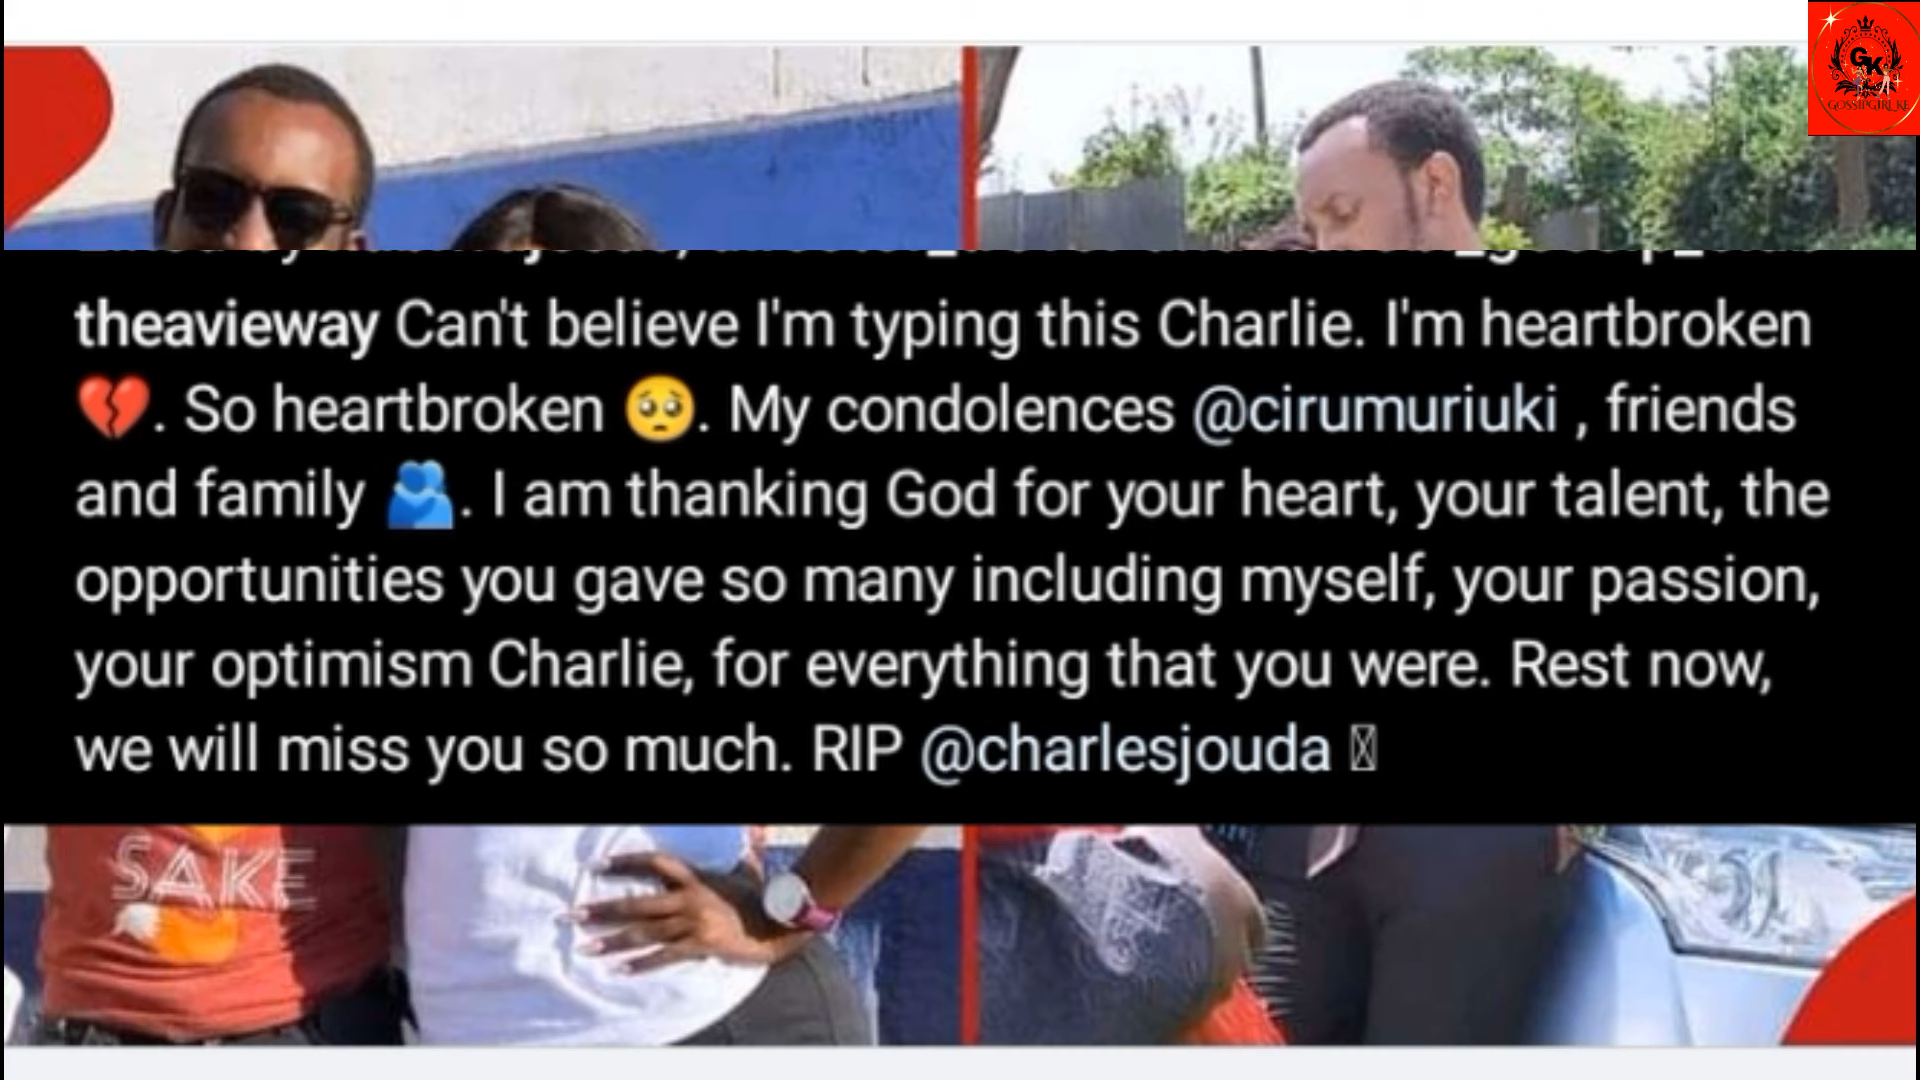 GK
GOSSIPGIRL_KE
theavieway Can't believe I'm typing this Charlie. I'm heartbroken
💔. So heartbroken 🥺. My condolences @cirumuriuki , friends
and family 🫂. I am thanking God for your heart, your talent, the
opportunities you gave so many including myself, your passion,
your optimism Charlie, for everything that you were. Rest now,
we will miss you so much. RIP @charlesjouda
SAKE